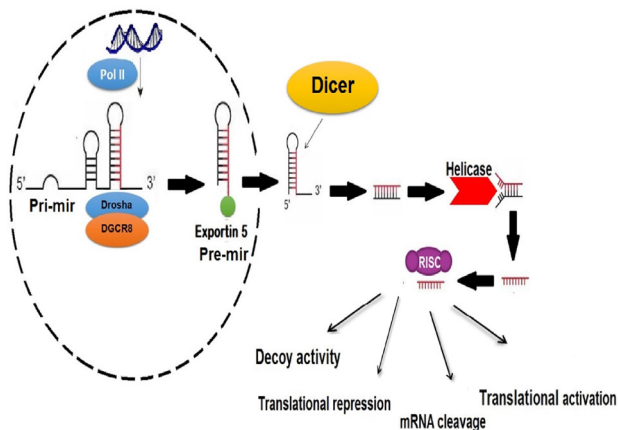 Pol II
Dicer
5'
3'
Pri-mir
Drosha
DGCR8
Exportin 5
Pre-mir
5'
3'
Helicase
RISC
Decoy activity
Translational repression
mRNA cleavage
Translational activation